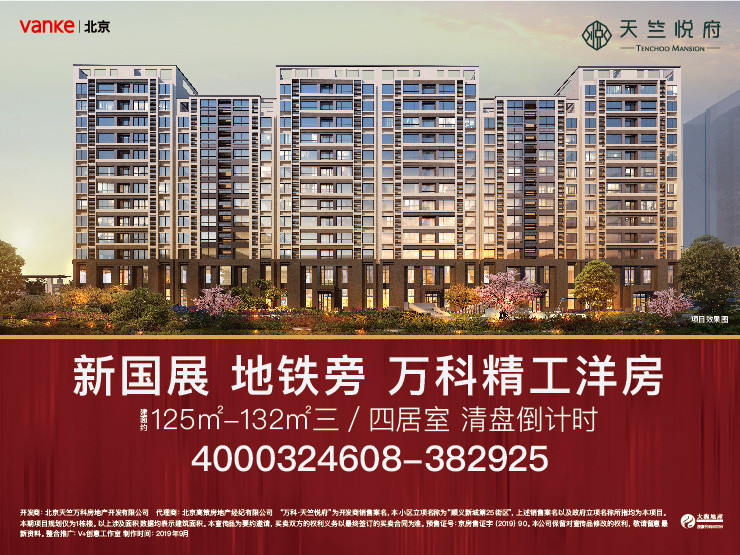 vanke | 北京
天竺悦府
TENCHOO MANSION
项目效果图
新国展 地铁旁 万科精工洋房
建面约125㎡-132㎡三 / 四居室 清盘倒计时
4000324608-382925
开发商：北京天竺万科房地产开发有限公司 代理商：北京高策房地产经纪有限公司 “万科·天竺悦府”为开发商销售案名，本小区立项名称为“顺义新城第25街区”，上述销售案名以及政府立项名称所指均为本项目。
本期项目规划仅为1栋楼。以上涉及面积数据均表示建筑面积。本宣传品为要约邀请，买卖双方的权利义务以最终签订的买卖合同为准。预售证号：京房售证字（2019）90。本公司保留对宣传品修改的权利，敬请留意最
新资料。整合推广：V+创意工作室 制作时间：2019年9月